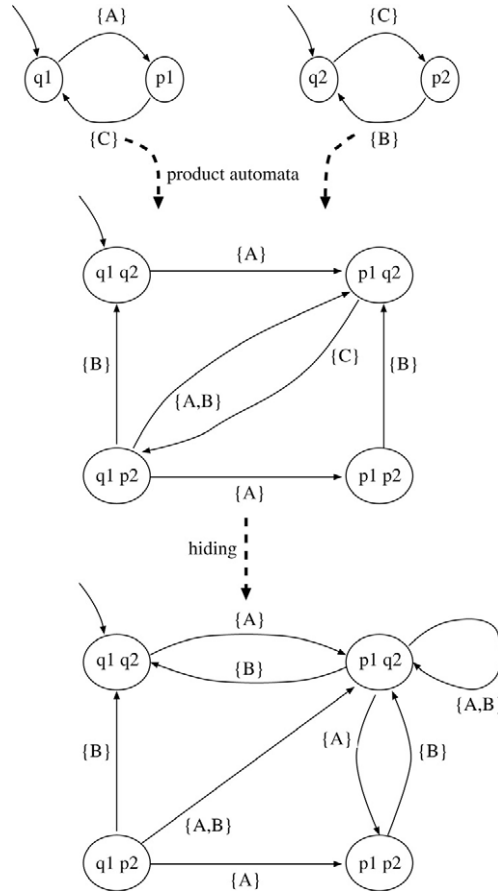 {A} {C}
q1 p1 q2 p2
{C} {B}
product automata
{A}
q1 q2 p1 q2
{C}
{B} {B}
{A,B}
q1 p2 p1 p2
{A}
hiding
{A}
q1 q2 p1 q2
{B}
{A,B}
{A}
{B} {B}
{A,B}
q1 p2 p1 p2
{A}